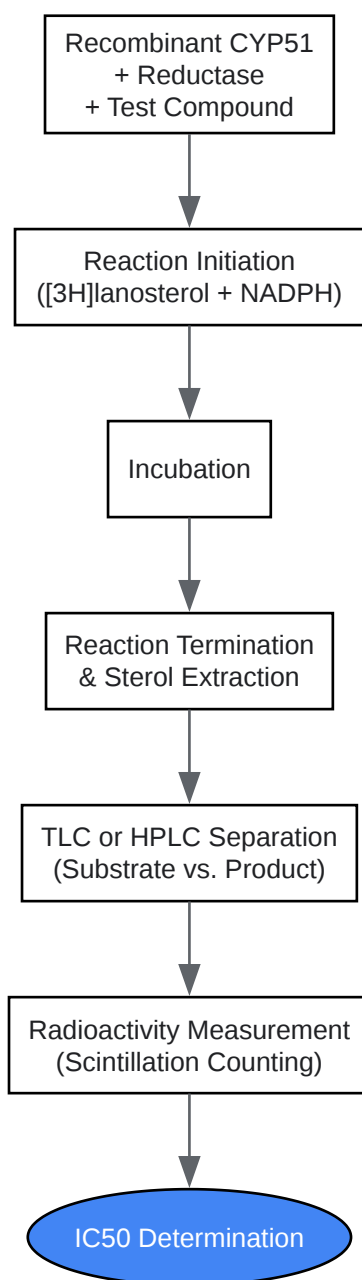 Recombinant CYP51
+ Reductase
+ Test Compound
Reaction Initiation
([3H]lanosterol + NADPH)
Incubation
Reaction Termination
& Sterol Extraction
TLC or HPLC Separation
(Substrate vs. Product)
Radioactivity Measurement
(Scintillation Counting)
IC50 Determination